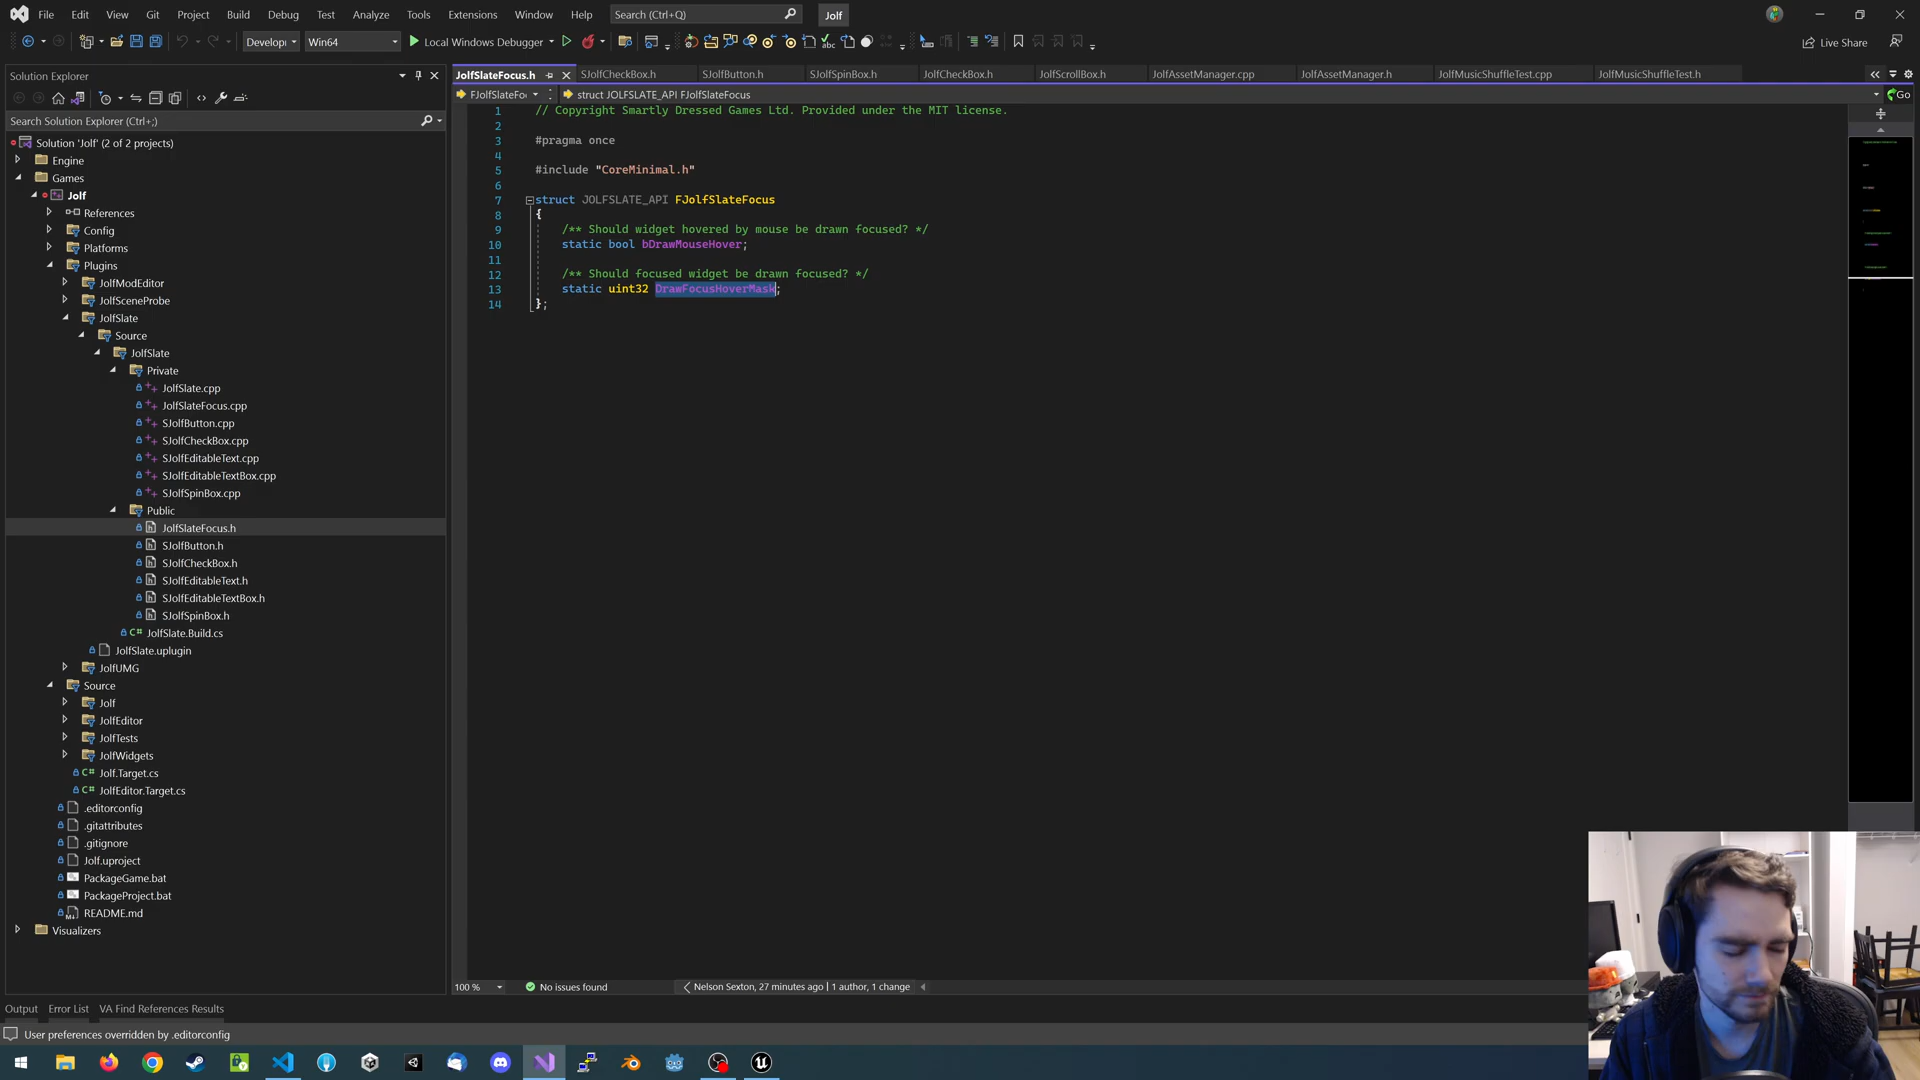 File Edit View Git Project Build Debug Test Analyze Tools Extensions Window Help Search (Ctrl+Q) Jolf
Develop Win64 Local Windows Debugger Live Share
Solution Explorer
Search Solution Explorer (Ctrl+;)
Solution 'Jolf' (2 of 2 projects)
Engine
Games
Jolf
References
Config
Platforms
Plugins
JolfModEditor
JolfSceneProbe
JolfSlate
Source
JolfSlate
Private
JolfSlate.cpp
JolfSlateFocus.cpp
SJolfButton.cpp
SJolfCheckBox.cpp
SJolfEditableText.cpp
SJolfEditableTextBox.cpp
SJolfSpinBox.cpp
Public
JolfSlateFocus.h
SJolfButton.h
SJolfCheckBox.h
SJolfEditableText.h
SJolfEditableTextBox.h
SJolfSpinBox.h
C# JolfSlate.Build.cs
JolfSlate.uplugin
JolfUMG
Source
Jolf
JolfEditor
JolfTests
JolfWidgets
C# Jolf.Target.cs
C# JolfEditor.Target.cs
.editorconfig
.gitattributes
.gitignore
Jolf.uproject
PackageGame.bat
PackageProject.bat
README.md
Visualizers
JolfSlateFocus.h SJolfCheckBox.h SJolfButton.h SJolfSpinBox.h JolfCheckBox.h JolfScrollBox.h JolfAssetManager.cpp JolfAssetManager.h JolfMusicShuffleTest.cpp JolfMusicShuffleTest.h
FJolfSlateFo struct JOLFSLATE_API FJolfSlateFocus Go
1 // Copyright Smartly Dressed Games Ltd. Provided under the MIT license.
2
3 #pragma once
4
5 #include "CoreMinimal.h"
6
7 struct JOLFSLATE_API FJolfSlateFocus
8 {
9 /** Should widget hovered by mouse be drawn focused? */
10 static bool bDrawMouseHover;
11
12 /** Should focused widget be drawn focused? */
13 static uint32 DrawFocusHoverMask;
14 };
100 % No issues found Nelson Sexton, 27 minutes ago | 1 author, 1 change
Output Error List VA Find References Results
User preferences overridden by .editorconfig